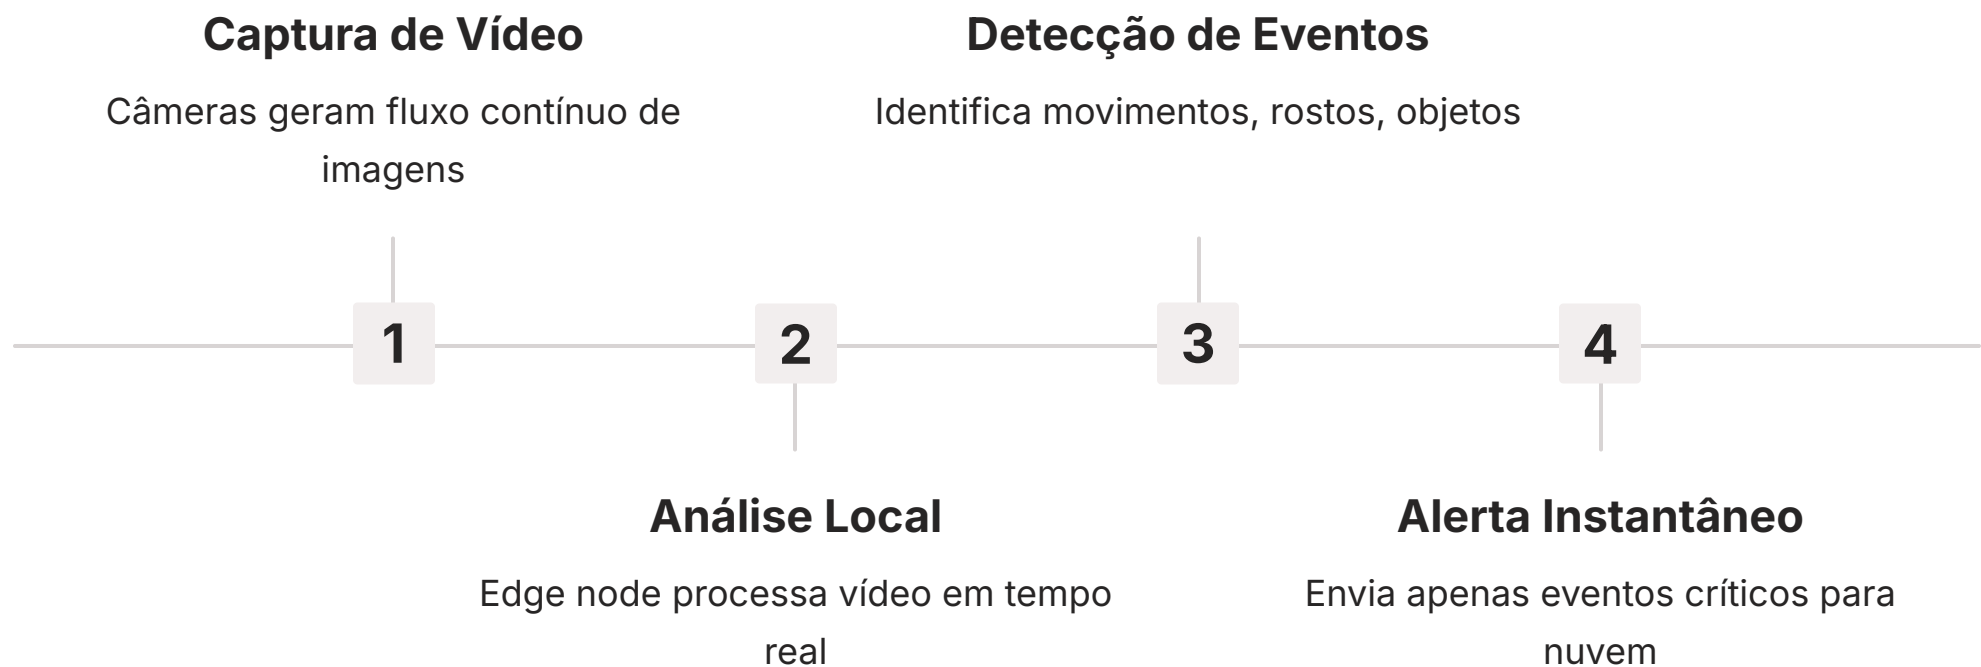 Captura de Vídeo
Câmeras geram fluxo contínuo de
imagens
Detecção de Eventos
Identifica movimentos, rostos, objetos
1
2
3
4
Análise Local
Edge node processa vídeo em tempo
real
Alerta Instantâneo
Envia apenas eventos críticos para
nuvem